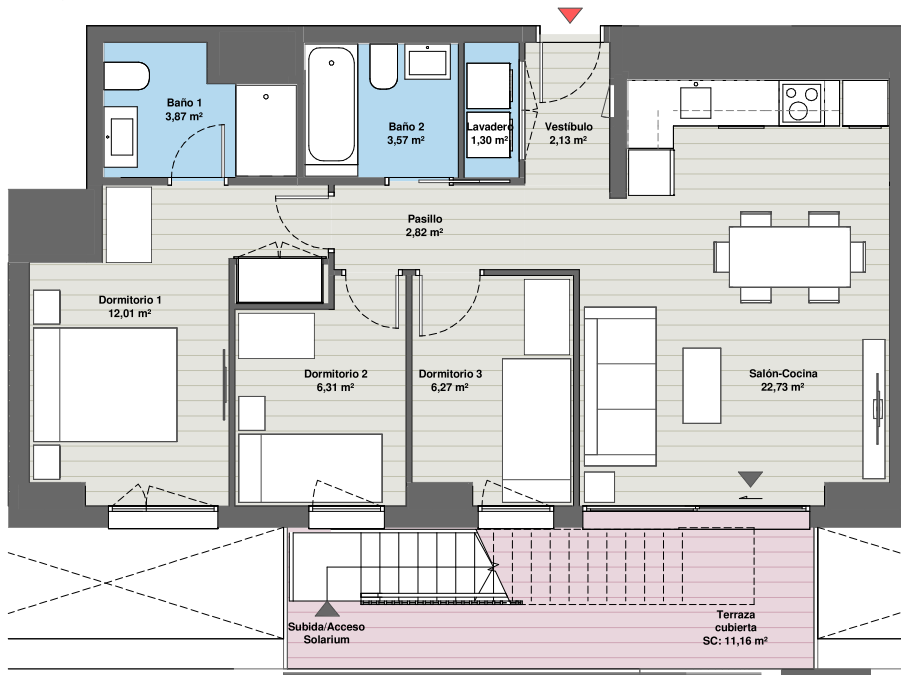 Baño 1
3,87 m²
Baño 2
3,57 m²
Lavadero
1,30 m²
Vestíbulo
2,13 m²
Pasillo
2,82 m²
Dormitorio 1
12,01 m²
Dormitorio 2
6,31 m²
Dormitorio 3
6,27 m²
Salón-Cocina
22,73 m²
Subida/Acceso
Solarium
Terraza
cubierta
SC: 11,16 m²